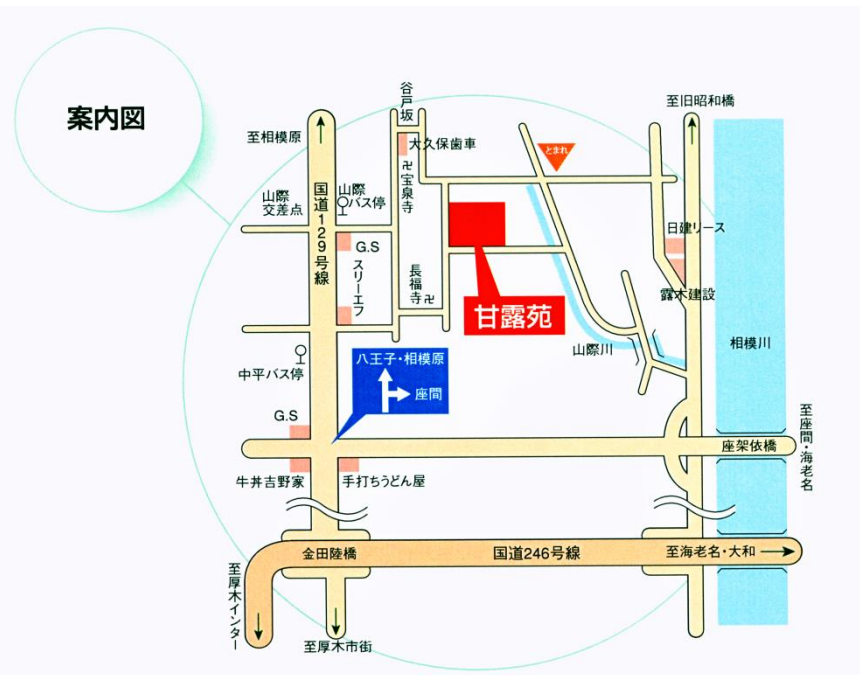 案内図
谷戸坂
至旧昭和橋
至相模原
大久保歯車
とまれ
山際
交差点
国道129号線
山際
バス停
卍宝泉寺
日建リース
G.S
スリーエフ
長福寺卍
甘露苑
露木建設
山際川
相模川
中平バス停
八王子・相模原
座間
G.S
至座間・海老名
座架依橋
牛丼吉野家
手打ちうどん屋
金田陸橋
国道246号線
至海老名・大和
至厚木インター
至厚木市街